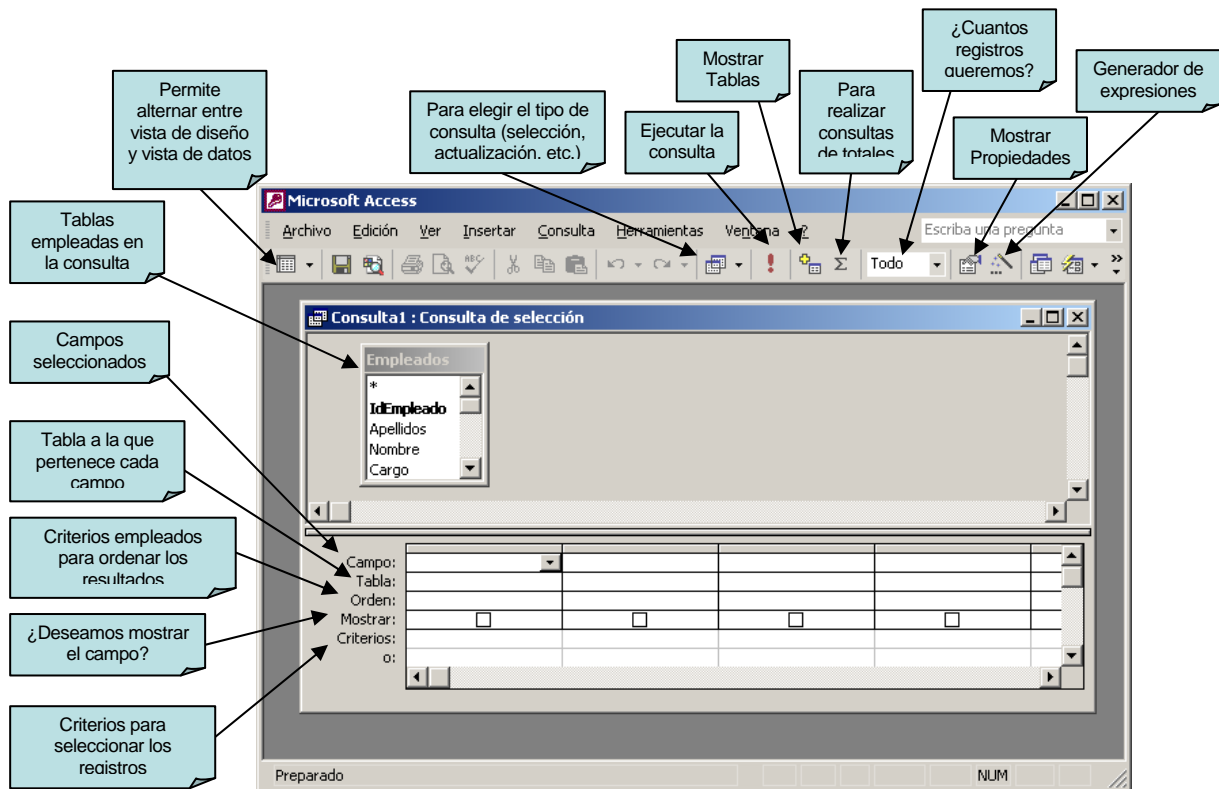 ¿Cuantos
registros
queremos?
Mostrar
Tablas
Generador de
expresiones
Permite
alternar entre
vista de diseño
y vista de datos
Para elegir el tipo de
consulta (selección,
actualización. etc.)
Ejecutar la
consulta
Para
realizar
consultas
de totales
Mostrar
Propiedades
Tablas
empleadas en
la consulta
Campos
seleccionados
Tabla a la que
pertenece cada
campo
Criterios empleados
para ordenar los
resultados
¿Deseamos mostrar
el campo?
Criterios para
seleccionar los
registros
Microsoft Access
Archivo Edición Ver Insertar Consulta Herramientas Ventana ? Escriba una pregunta
ABC Σ Todo
Consulta1 : Consulta de selección
Empleados
*
IdEmpleado
Apellidos
Nombre
Cargo
Campo:
Tabla:
Orden:
Mostrar:
Criterios:
o:
Preparado NUM